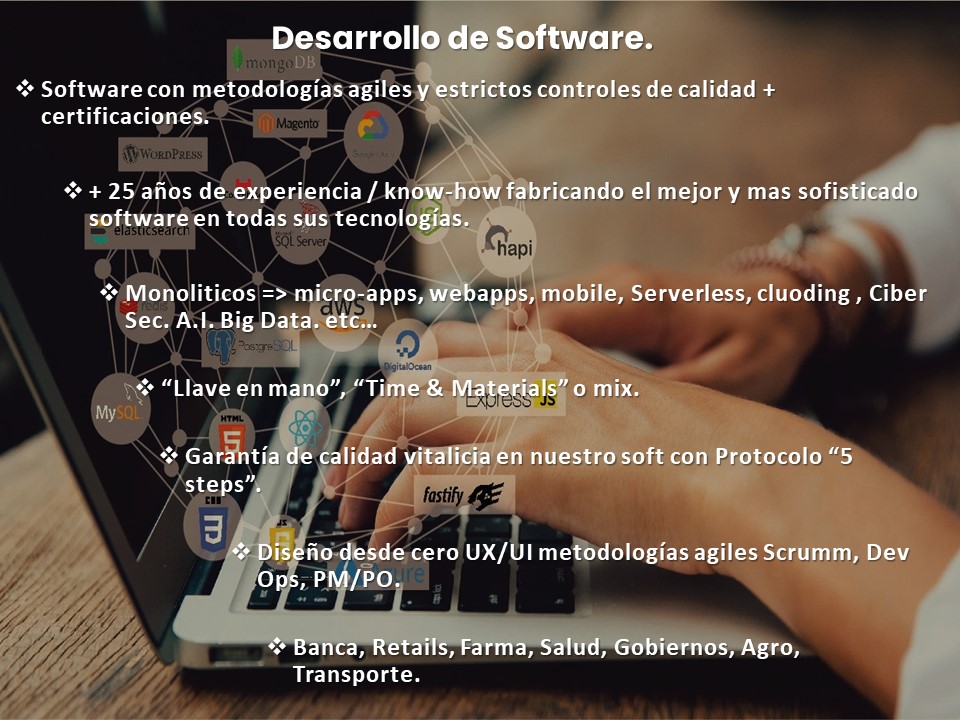 Desarrollo de Software.
mongoDB
❖ Software con metodologías agiles y estrictos controles de calidad +
certificaciones.
Magento
WORDPRESS
❖ + 25 años de experiencia / know-how fabricando el mejor y mas sofisticado
software en todas sus tecnologías.
elasticsearch
SQL Server
hapi
❖ Monoliticos => micro-apps, webapps, mobile, Serverless, cluoding , Ciber
Sec. A.I. Big Data. etc…
redis
aws
PostgreSQL
DigitalOcean
❖ “Llave en mano”, “Time & Materials” o mix.
Express JS
MySQL
HTML
5
❖ Garantía de calidad vitalicia en nuestro soft con Protocolo “5
steps”.
fastify
CSS
3
JS
❖ Diseño desde cero UX/UI metodologías agiles Scrumm, Dev
Ops, PM/PO.
Azure
❖ Banca, Retails, Farma, Salud, Gobiernos, Agro,
Transporte.